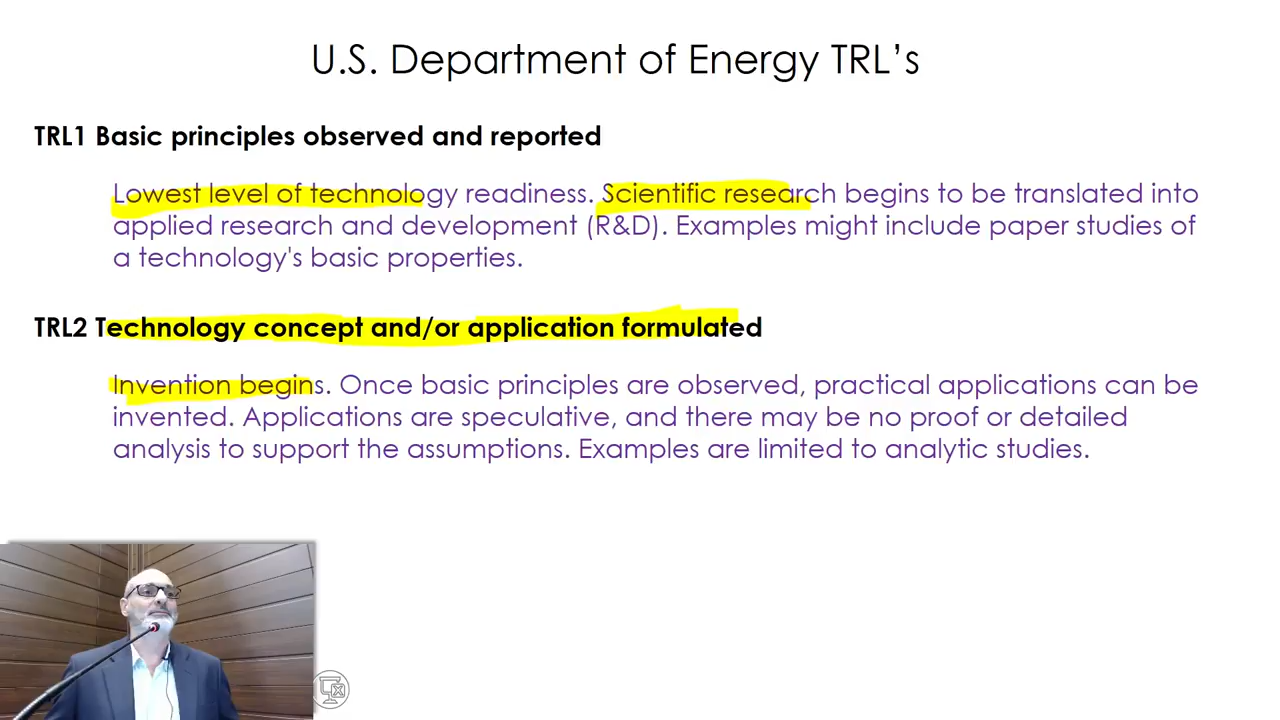 U.S. Department of Energy TRL’s
TRL1 Basic principles observed and reported
Lowest level of technology readiness. Scientific research begins to be translated into
applied research and development (R&D). Examples might include paper studies of
a technology's basic properties.
TRL2 Technology concept and/or application formulated
Invention begins. Once basic principles are observed, practical applications can be
invented. Applications are speculative, and there may be no proof or detailed
analysis to support the assumptions. Examples are limited to analytic studies.